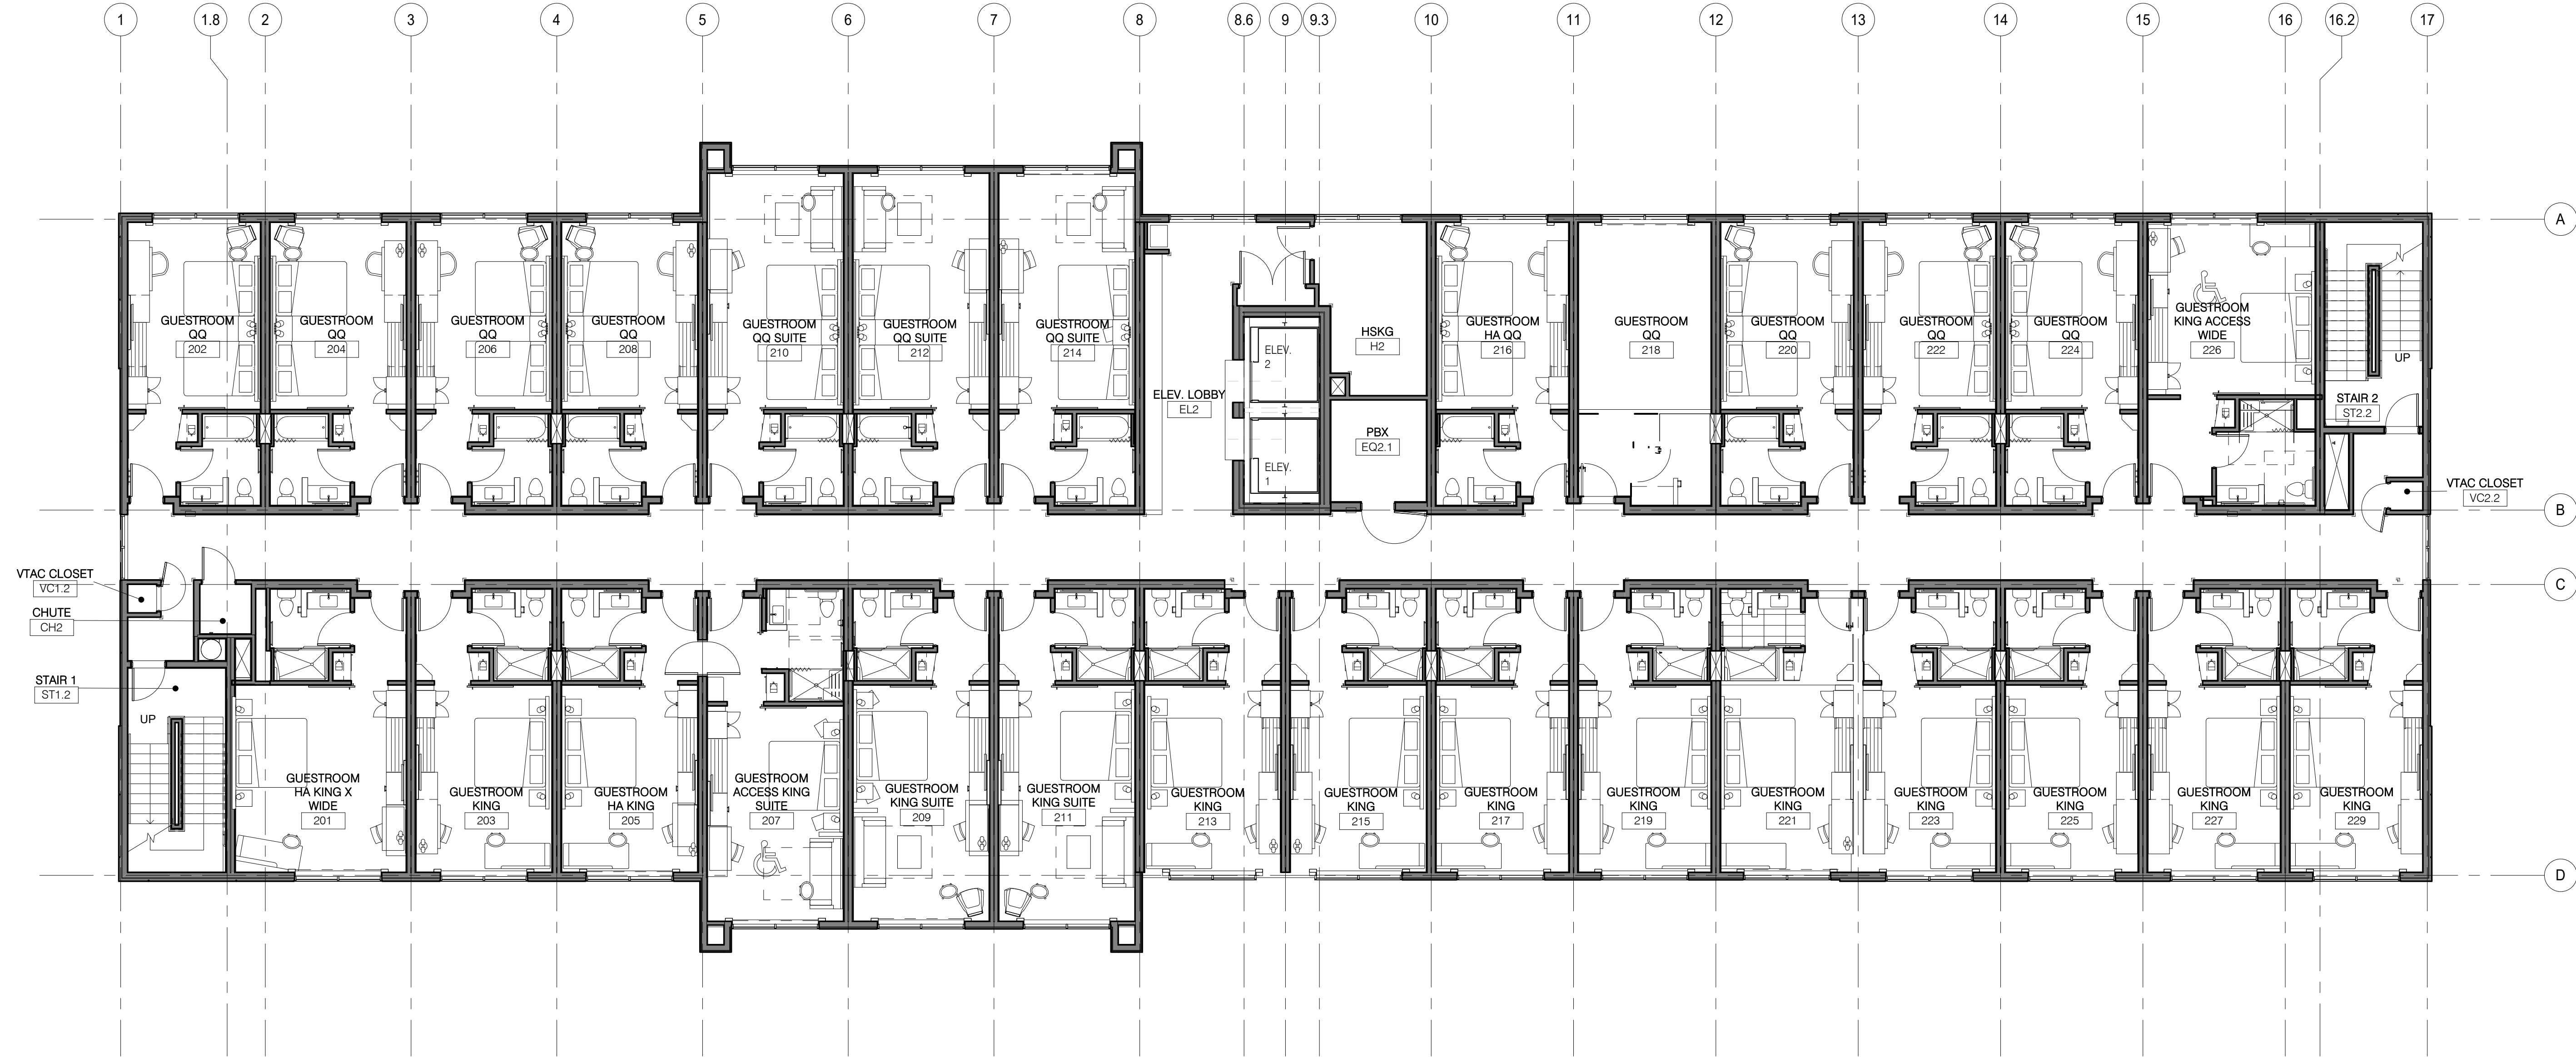 1
1.8
2
3
4
5
6
7
8
8.6
9
9.3
10
11
12
13
14
15
16
16.2
17
A
B
C
D
GUESTROOM
QQ
202
GUESTROOM
QQ
204
GUESTROOM
QQ
206
GUESTROOM
QQ
208
GUESTROOM
QQ SUITE
210
GUESTROOM
QQ SUITE
212
GUESTROOM
QQ SUITE
214
ELEV. LOBBY
EL2
ELEV.
2
ELEV.
1
HSKG
H2
PBX
EQ2.1
GUESTROOM
HA QQ
216
GUESTROOM
QQ
218
GUESTROOM
QQ
220
GUESTROOM
QQ
222
GUESTROOM
QQ
224
GUESTROOM
KING ACCESS
WIDE
226
UP
STAIR 2
ST2.2
VTAC CLOSET
VC2.2
VTAC CLOSET
VC1.2
CHUTE
CH2
STAIR 1
ST1.2
UP
GUESTROOM
HA KING X
WIDE
201
GUESTROOM
KING
203
GUESTROOM
HA KING
205
GUESTROOM
ACCESS KING
SUITE
207
GUESTROOM
KING SUITE
209
GUESTROOM
KING SUITE
211
GUESTROOM
KING
213
GUESTROOM
KING
215
GUESTROOM
KING
217
GUESTROOM
KING
219
GUESTROOM
KING
221
GUESTROOM
KING
223
GUESTROOM
KING
225
GUESTROOM
KING
227
GUESTROOM
KING
229